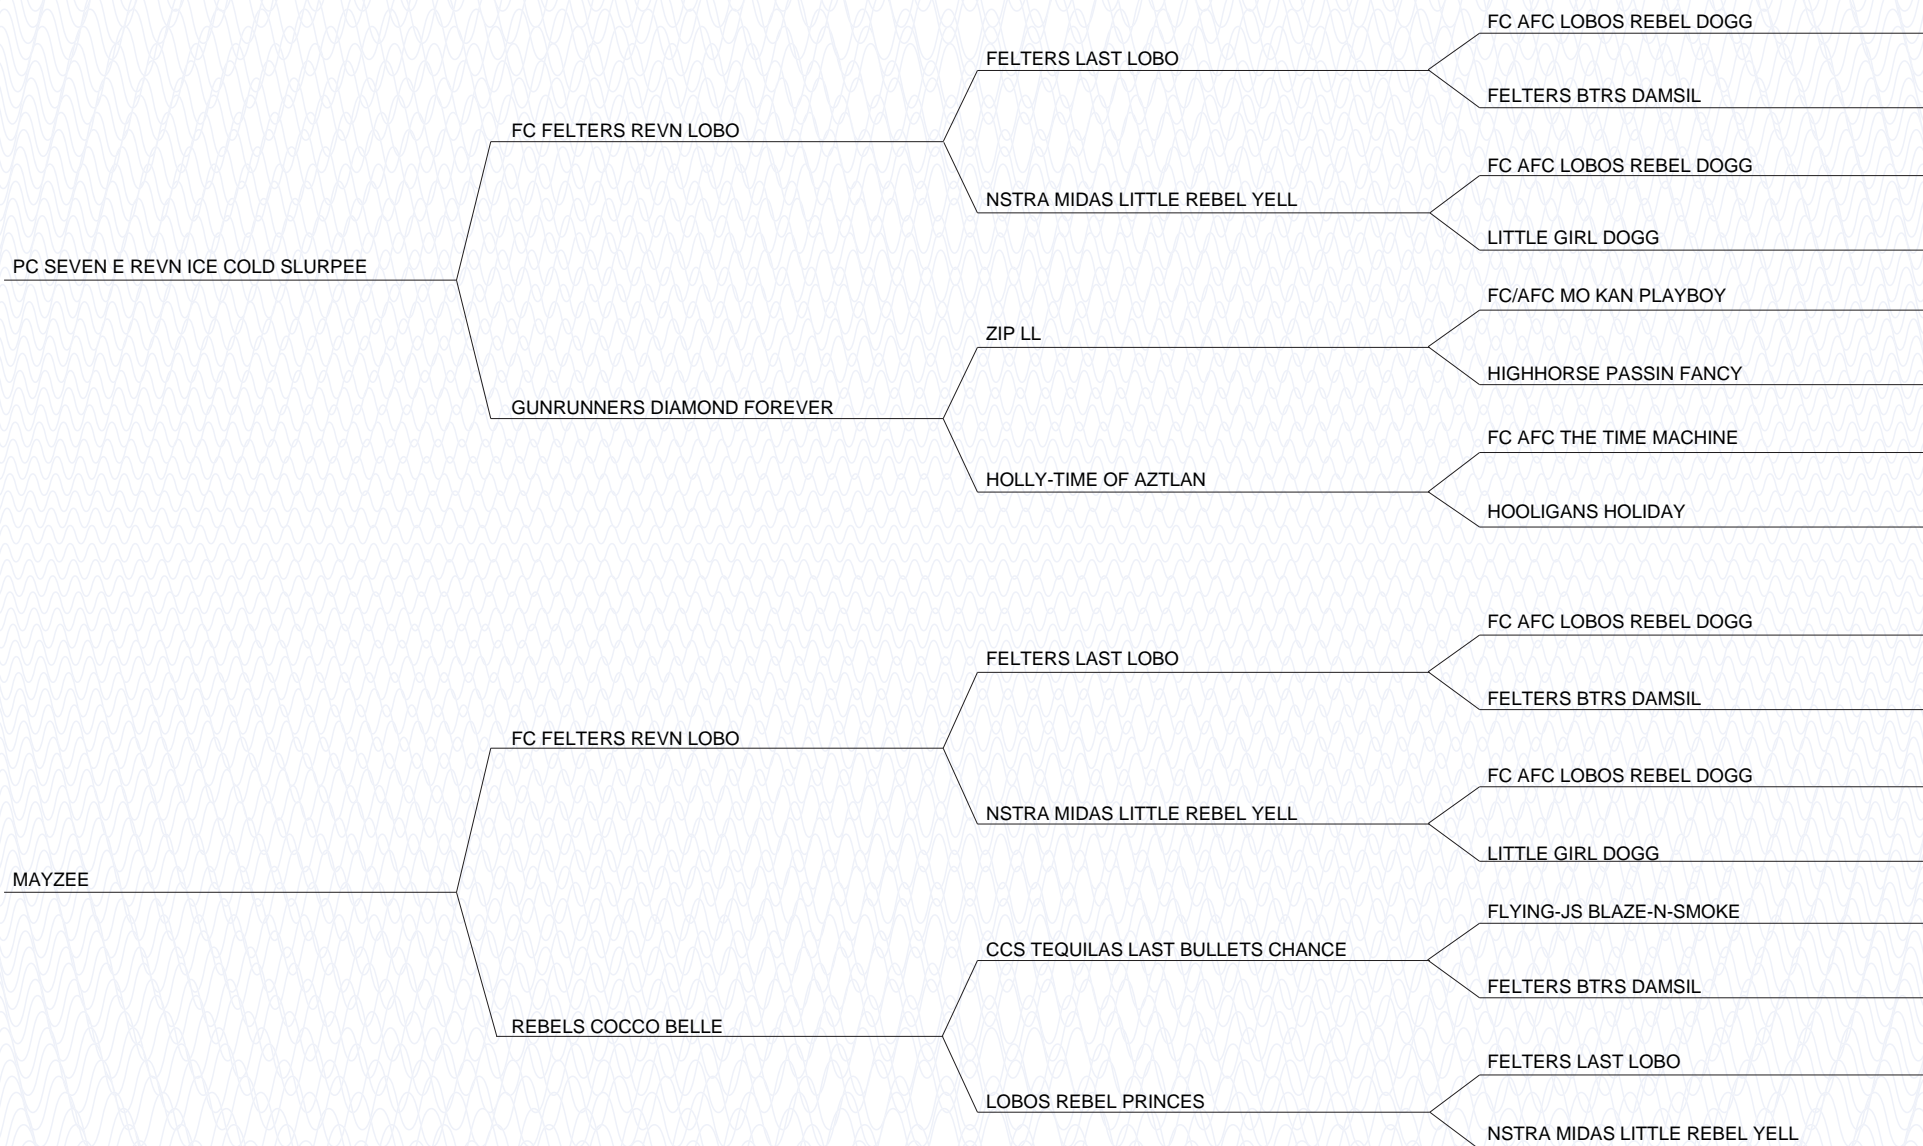 FC AFC LOBOS REBEL DOGG
FELTERS LAST LOBO
FELTERS BTRS DAMSIL
FC FELTERS REVN LOBO
FC AFC LOBOS REBEL DOGG
NSTRA MIDAS LITTLE REBEL YELL
LITTLE GIRL DOGG
PC SEVEN E REVN ICE COLD SLURPEE
FC/AFC MO KAN PLAYBOY
ZIP LL
HIGHHORSE PASSIN FANCY
GUNRUNNERS DIAMOND FOREVER
FC AFC THE TIME MACHINE
HOLLY-TIME OF AZTLAN
HOOLIGANS HOLIDAY
FC AFC LOBOS REBEL DOGG
FELTERS LAST LOBO
FELTERS BTRS DAMSIL
FC FELTERS REVN LOBO
FC AFC LOBOS REBEL DOGG
NSTRA MIDAS LITTLE REBEL YELL
LITTLE GIRL DOGG
MAYZEE
FLYING-JS BLAZE-N-SMOKE
CCS TEQUILAS LAST BULLETS CHANCE
FELTERS BTRS DAMSIL
REBELS COCCO BELLE
FELTERS LAST LOBO
LOBOS REBEL PRINCES
NSTRA MIDAS LITTLE REBEL YELL